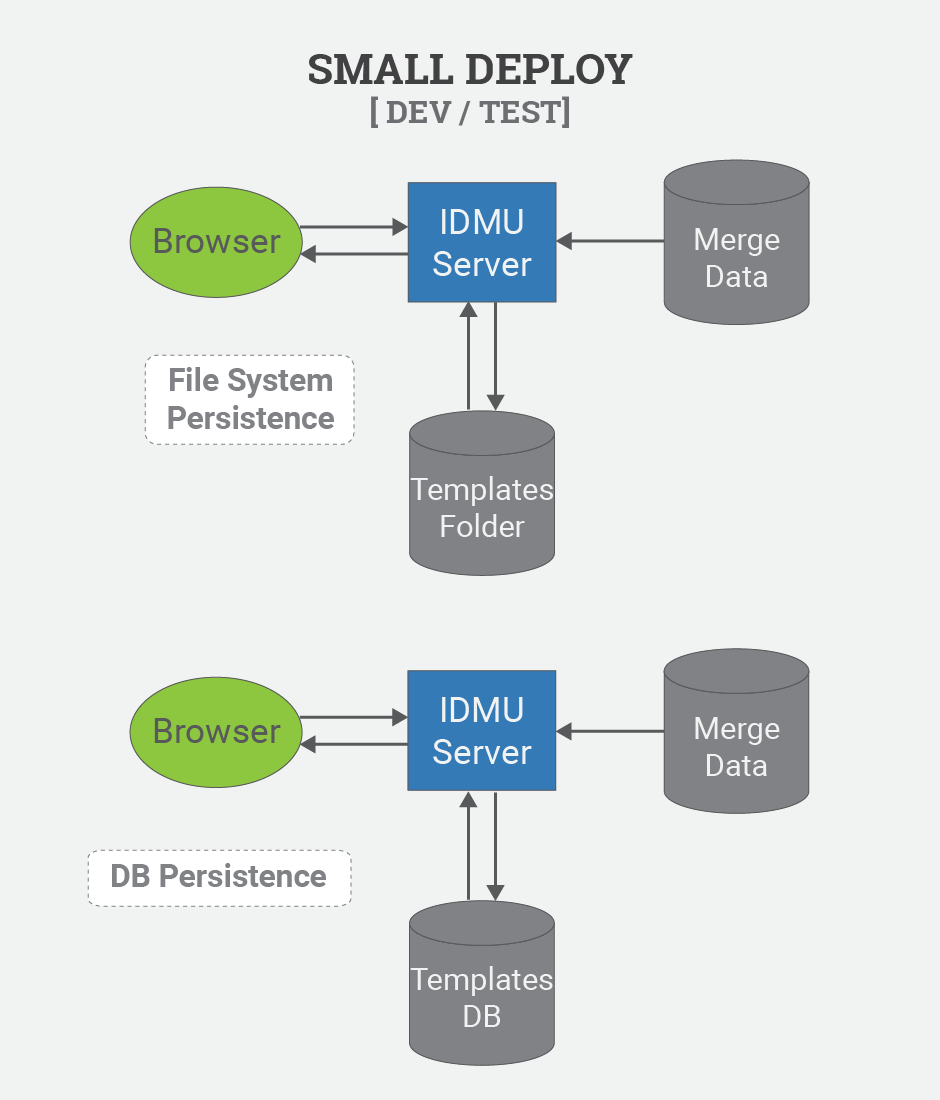 SMALL DEPLOY
[ DEV / TEST]
Browser
IDMU
Server
Merge
Data
File System
Persistence
Templates
Folder
Browser
IDMU
Server
Merge
Data
DB Persistence
Templates
DB